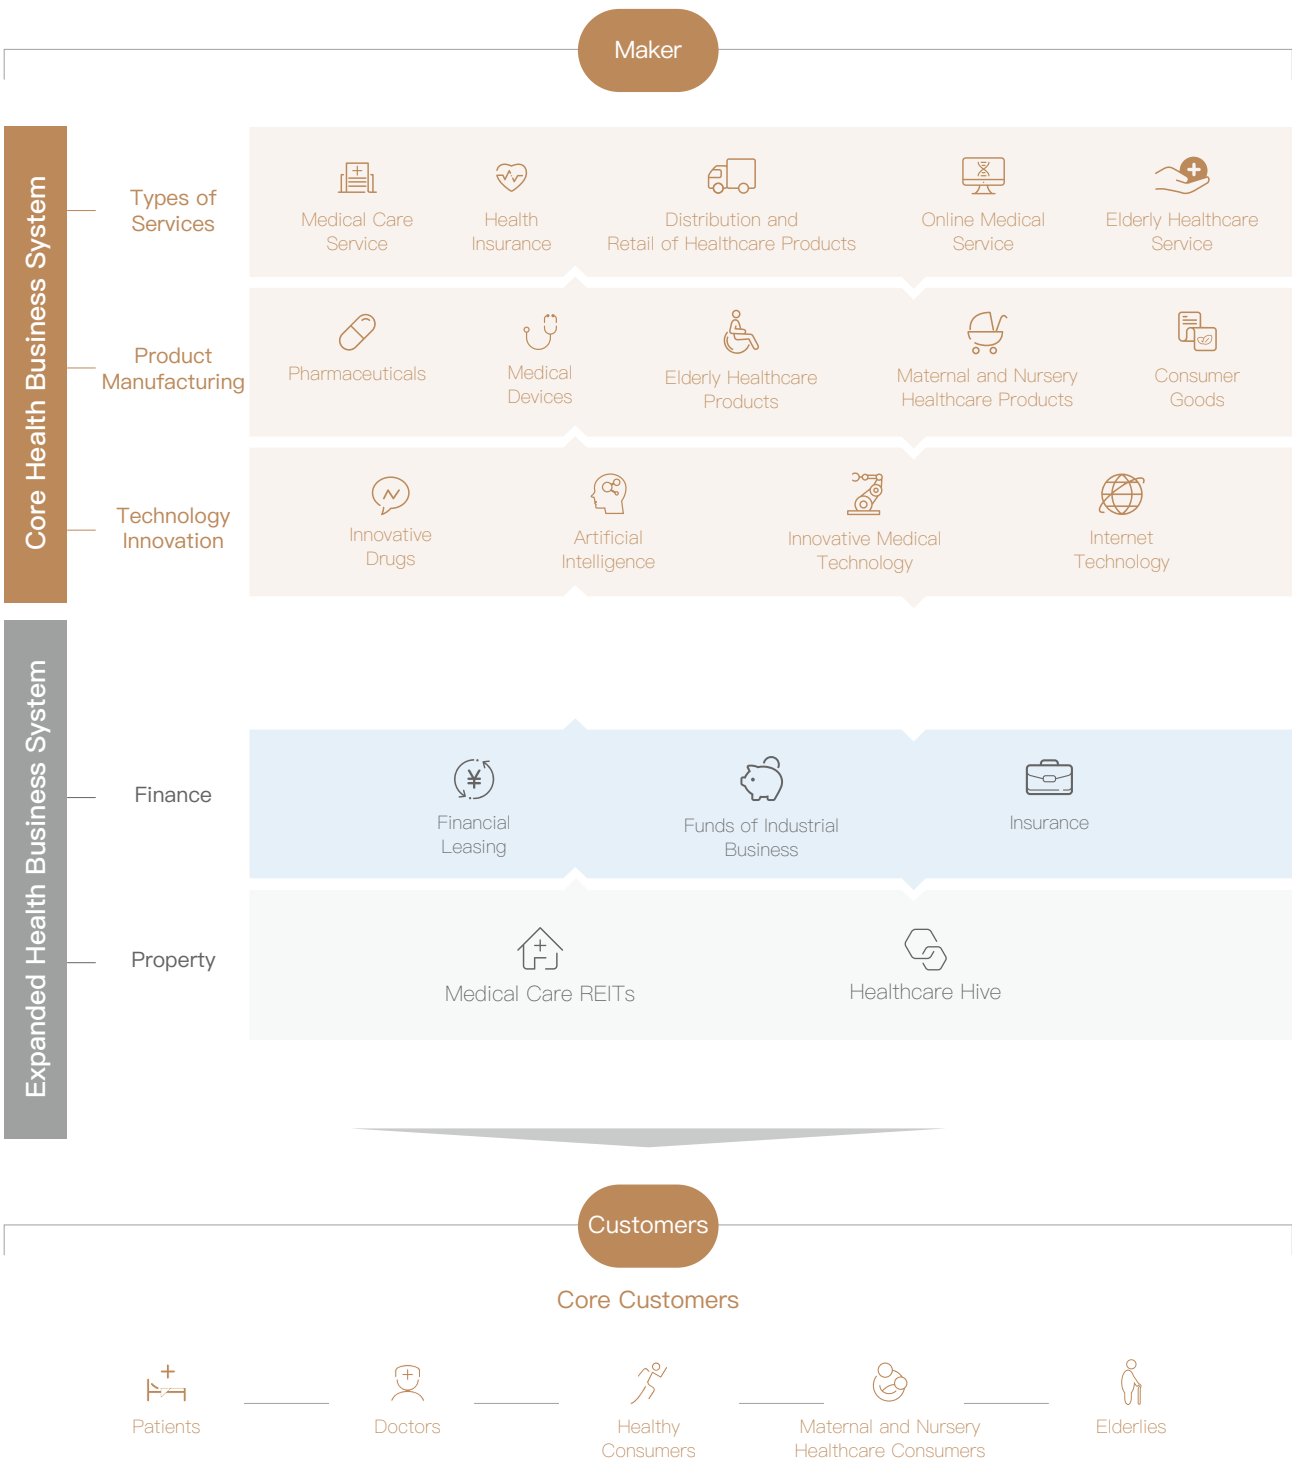 Maker
Core Health Business System
Types of
Services
Medical Care
Service
Health
Insurance
Distribution and
Retail of Healthcare Products
Online Medical
Service
Elderly Healthcare
Service
Product
Manufacturing
Pharmaceuticals
Medical
Devices
Elderly Healthcare
Products
Maternal and Nursery
Healthcare Products
Consumer
Goods
Technology
Innovation
Innovative
Drugs
Artificial
Intelligence
Innovative Medical
Technology
Internet
Technology
Expanded Health Business System
Finance
¥
Financial
Leasing
Funds of Industrial
Business
Insurance
Property
Medical Care REITs
Healthcare Hive
Customers
Core Customers
Patients
Doctors
Healthy
Consumers
Maternal and Nursery
Healthcare Consumers
Elderlies